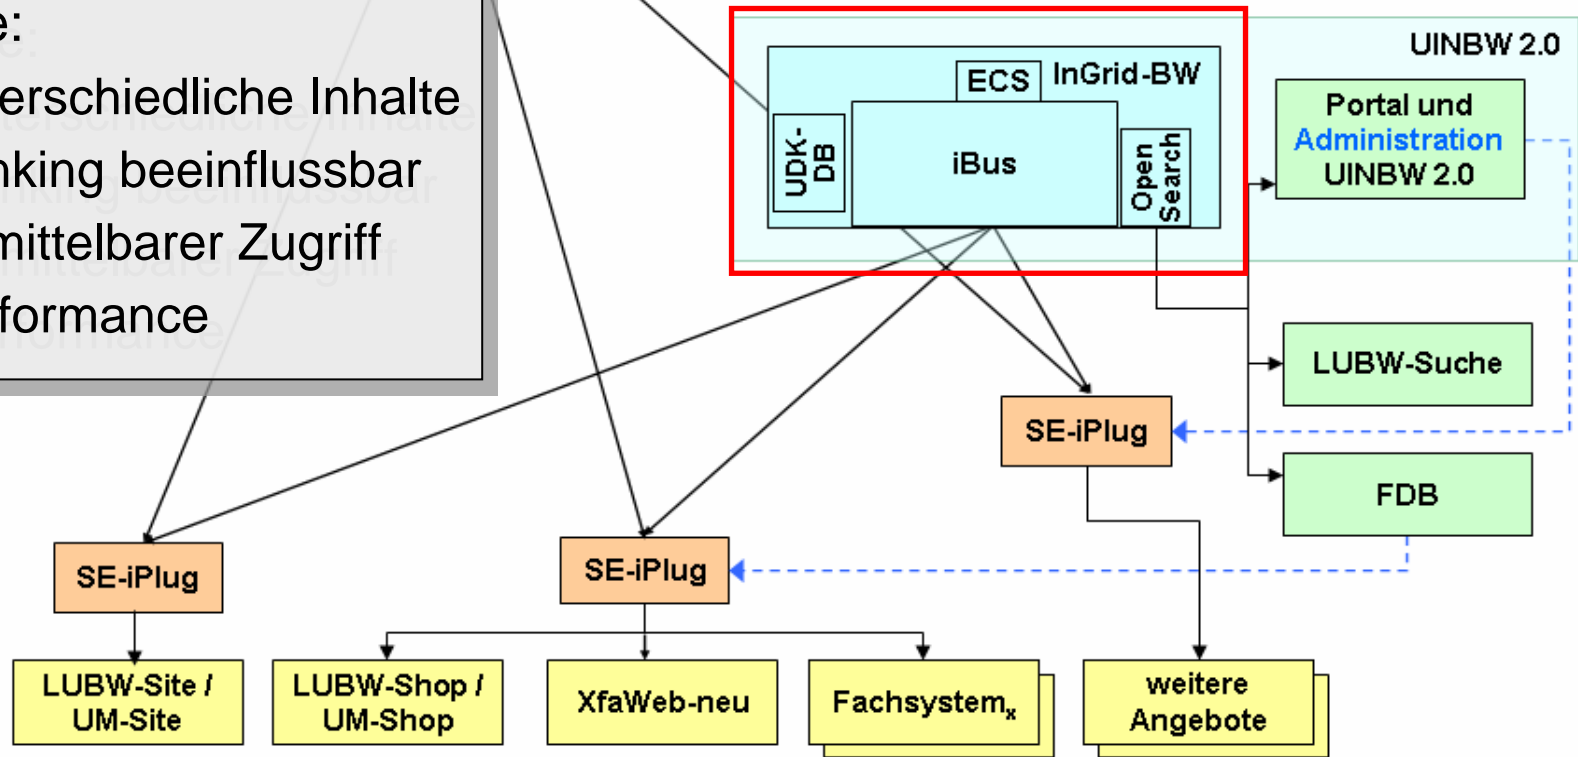 e:
erschiedliche Inhalte
nking beeinflussbar
mittelbarer Zugriff
formance
UINBW 2.0
InGrid-BW
ECS
UDK-
DB
iBus
Open
Search
Portal und
Administration
UINBW 2.0
LUBW-Suche
SE-iPlug
FDB
SE-iPlug
SE-iPlug
LUBW-Site /
UM-Site
LUBW-Shop /
UM-Shop
XfaWeb-neu
Fachsystemx
weitere
Angebote